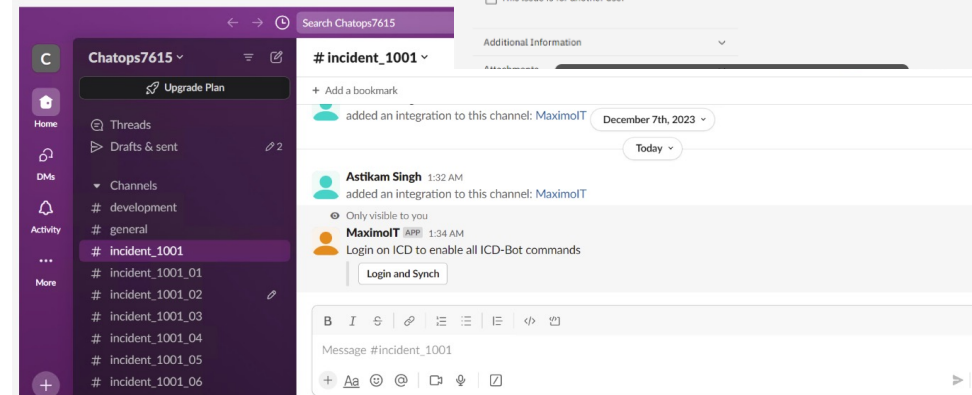 Search Chatops7615
Additional Information
C
Chatops7615
Upgrade Plan
Home
Threads
Drafts & sent
2
DMs
Channels
# development
Activity
# general
# incident_1001
More
# incident_1001_01
# incident_1001_02
# incident_1001_03
# incident_1001_04
# incident_1001_05
# incident_1001_06
# incident_1001
+ Add a bookmark
added an integration to this channel: MaximoIT
December 7th, 2023
Today
Astikam Singh 1:32 AM
added an integration to this channel: MaximoIT
Only visible to you
MaximoIT APP 1:34 AM
Login on ICD to enable all ICD-Bot commands
Login and Synch
B I S
Message #incident_1001
+ Aa @